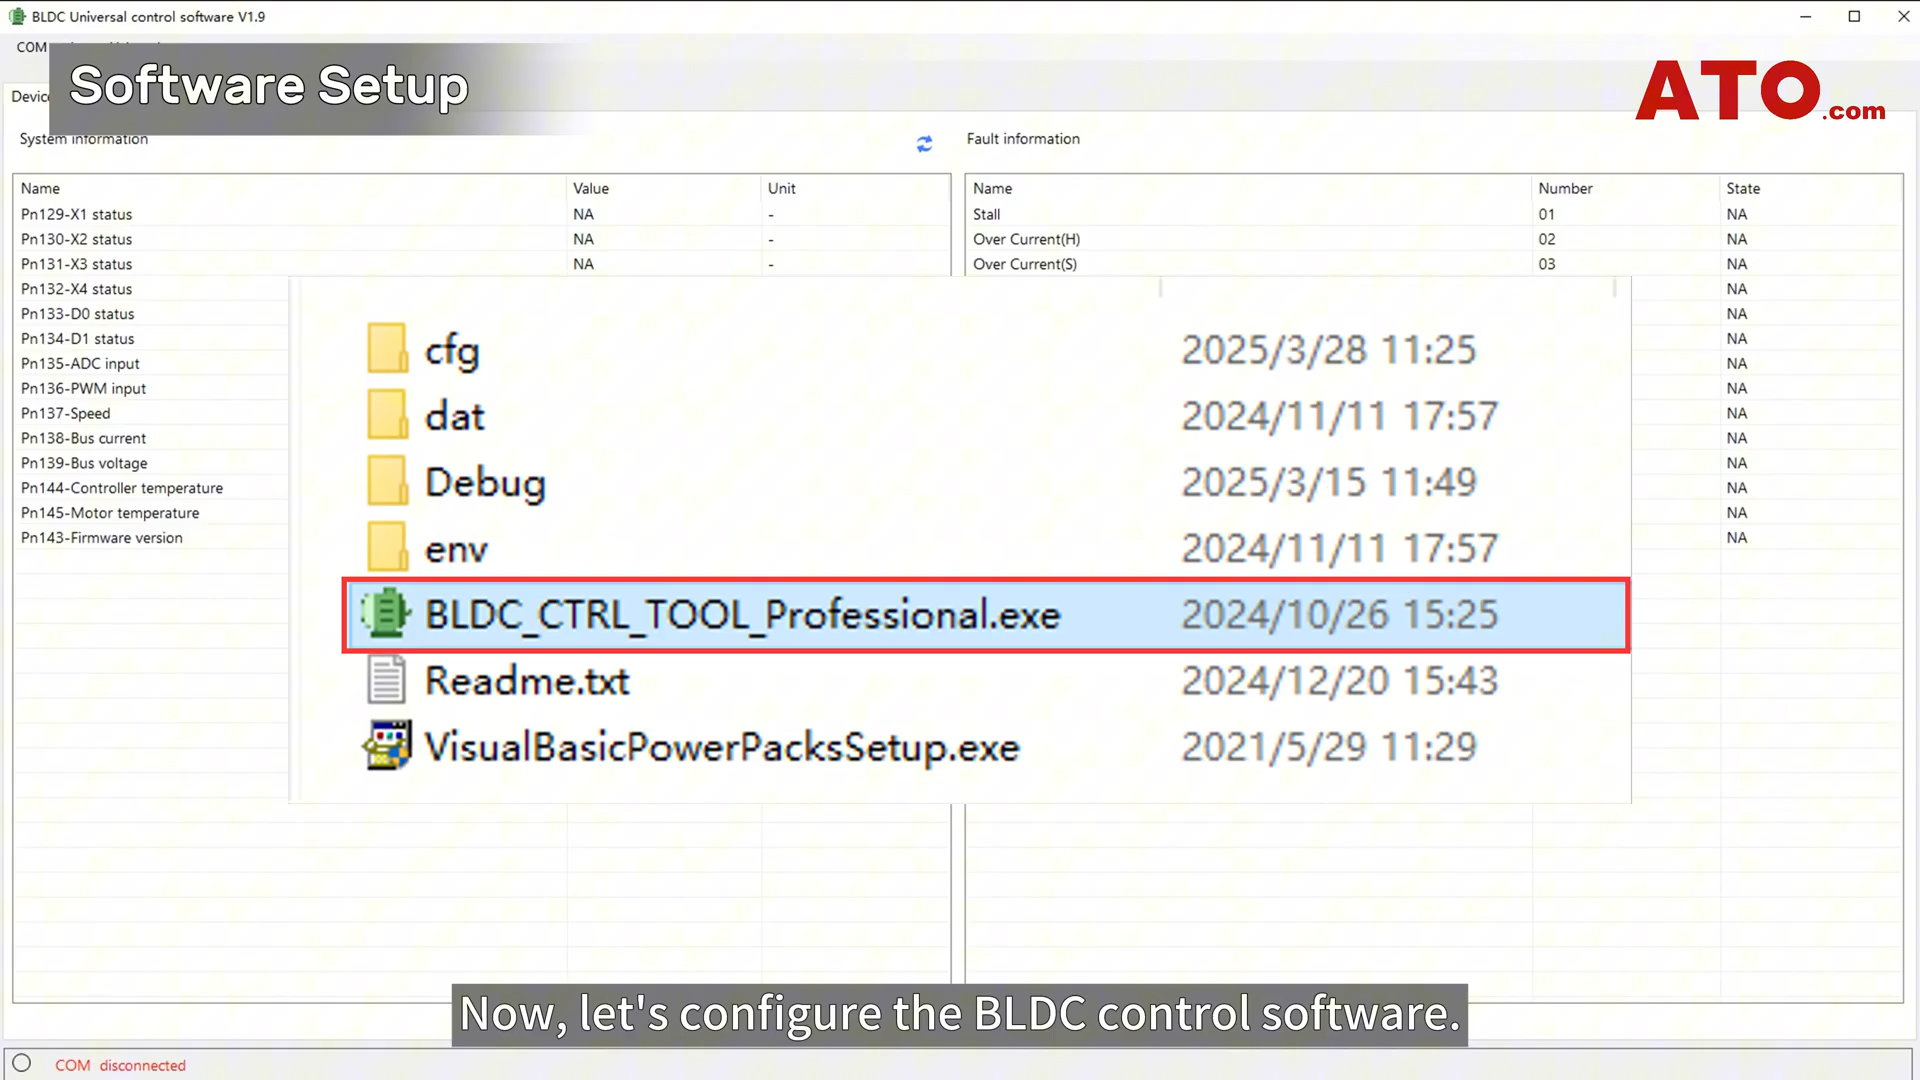 BLDC Universal control software V1.9
COM
Software Setup
ATO.com
Device
System information
Fault information
Name Value Unit
Pn129-X1 status NA -
Pn130-X2 status NA -
Pn131-X3 status NA -
Pn132-X4 status
Pn133-D0 status
Pn134-D1 status
Pn135-ADC input
Pn136-PWM input
Pn137-Speed
Pn138-Bus current
Pn139-Bus voltage
Pn144-Controller temperature
Pn145-Motor temperature
Pn143-Firmware version
Name Number State
Stall 01 NA
Over Current(H) 02 NA
Over Current(S) 03 NA
NA
NA
NA
NA
NA
NA
NA
NA
NA
NA
NA
cfg 2025/3/28 11:25
dat 2024/11/11 17:57
Debug 2025/3/15 11:49
env 2024/11/11 17:57
BLDC_CTRL_TOOL_Professional.exe 2024/10/26 15:25
Readme.txt 2024/12/20 15:43
VisualBasicPowerPacksSetup.exe 2021/5/29 11:29
Now, let's configure the BLDC control software.
COM disconnected